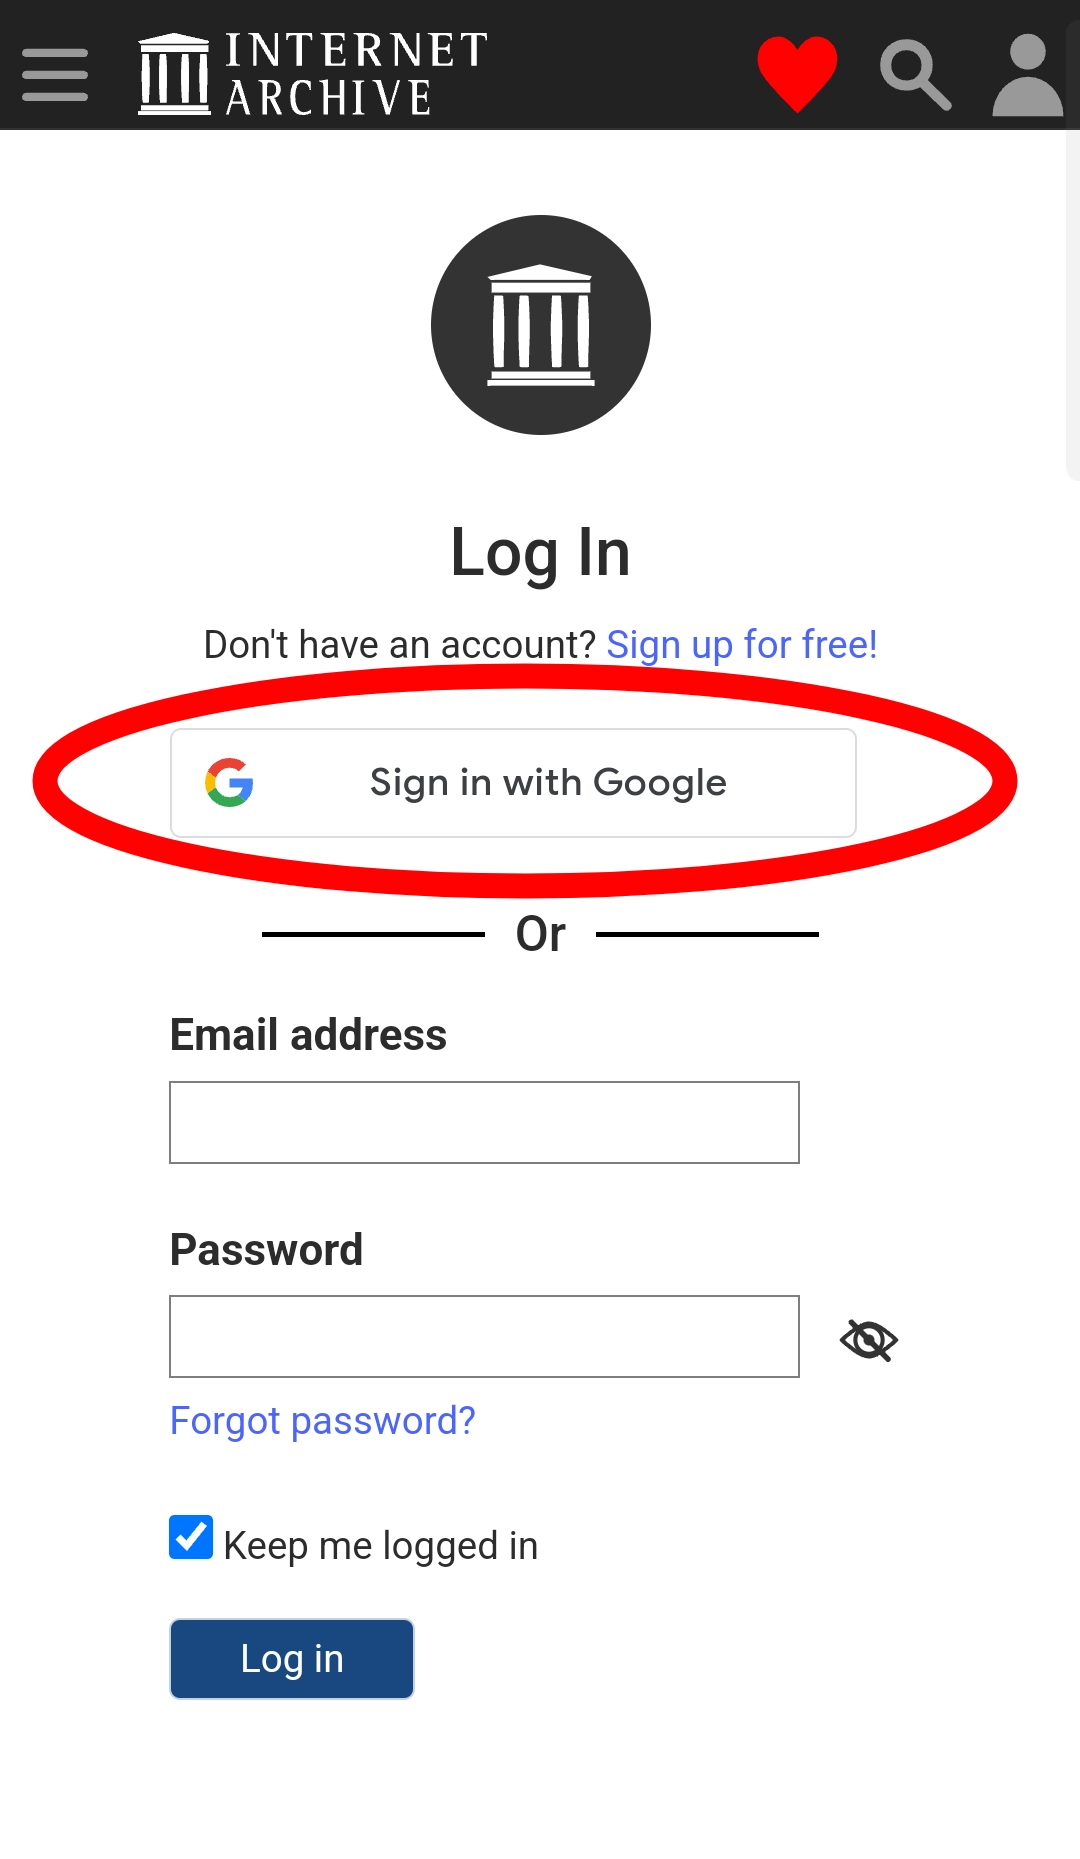 INTERNET
ARCHIVE
Log In
Don't have an account? Sign up for free!
Sign in with Google
Or
Email address
Password
Forgot password?
Keep me logged in
Log in